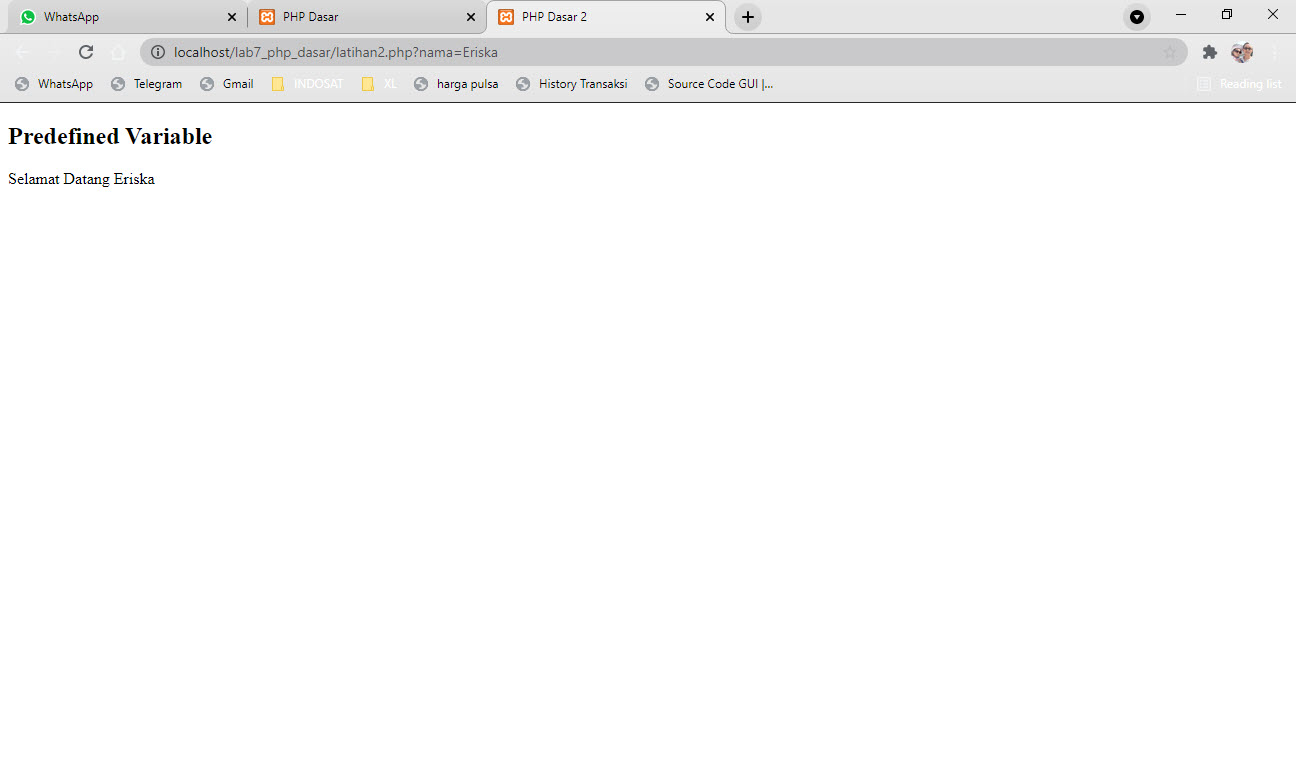 WhatsApp
PHP Dasar
PHP Dasar 2
localhost/lab7_php_dasar/latihan2.php?nama=Eriska
WhatsApp Telegram Gmail INDOSAT XL harga pulsa History Transaksi Source Code GUI |... Reading list
Predefined Variable
Selamat Datang Eriska